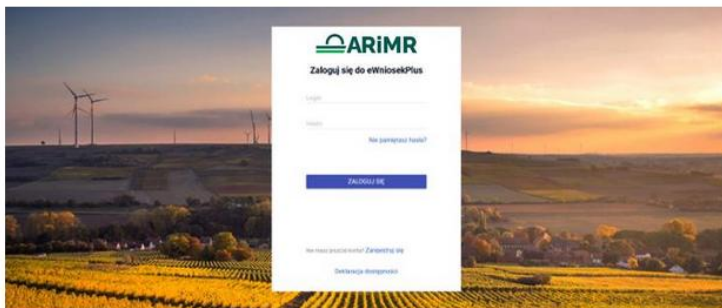 ARiMR
Zaloguj się do eWniosekPlus
Login
Hasło
Nie pamiętasz hasła?
ZALOGUJ SIĘ
Nie masz jeszcze konta? Zarejestruj się
Deklaracja dostępności